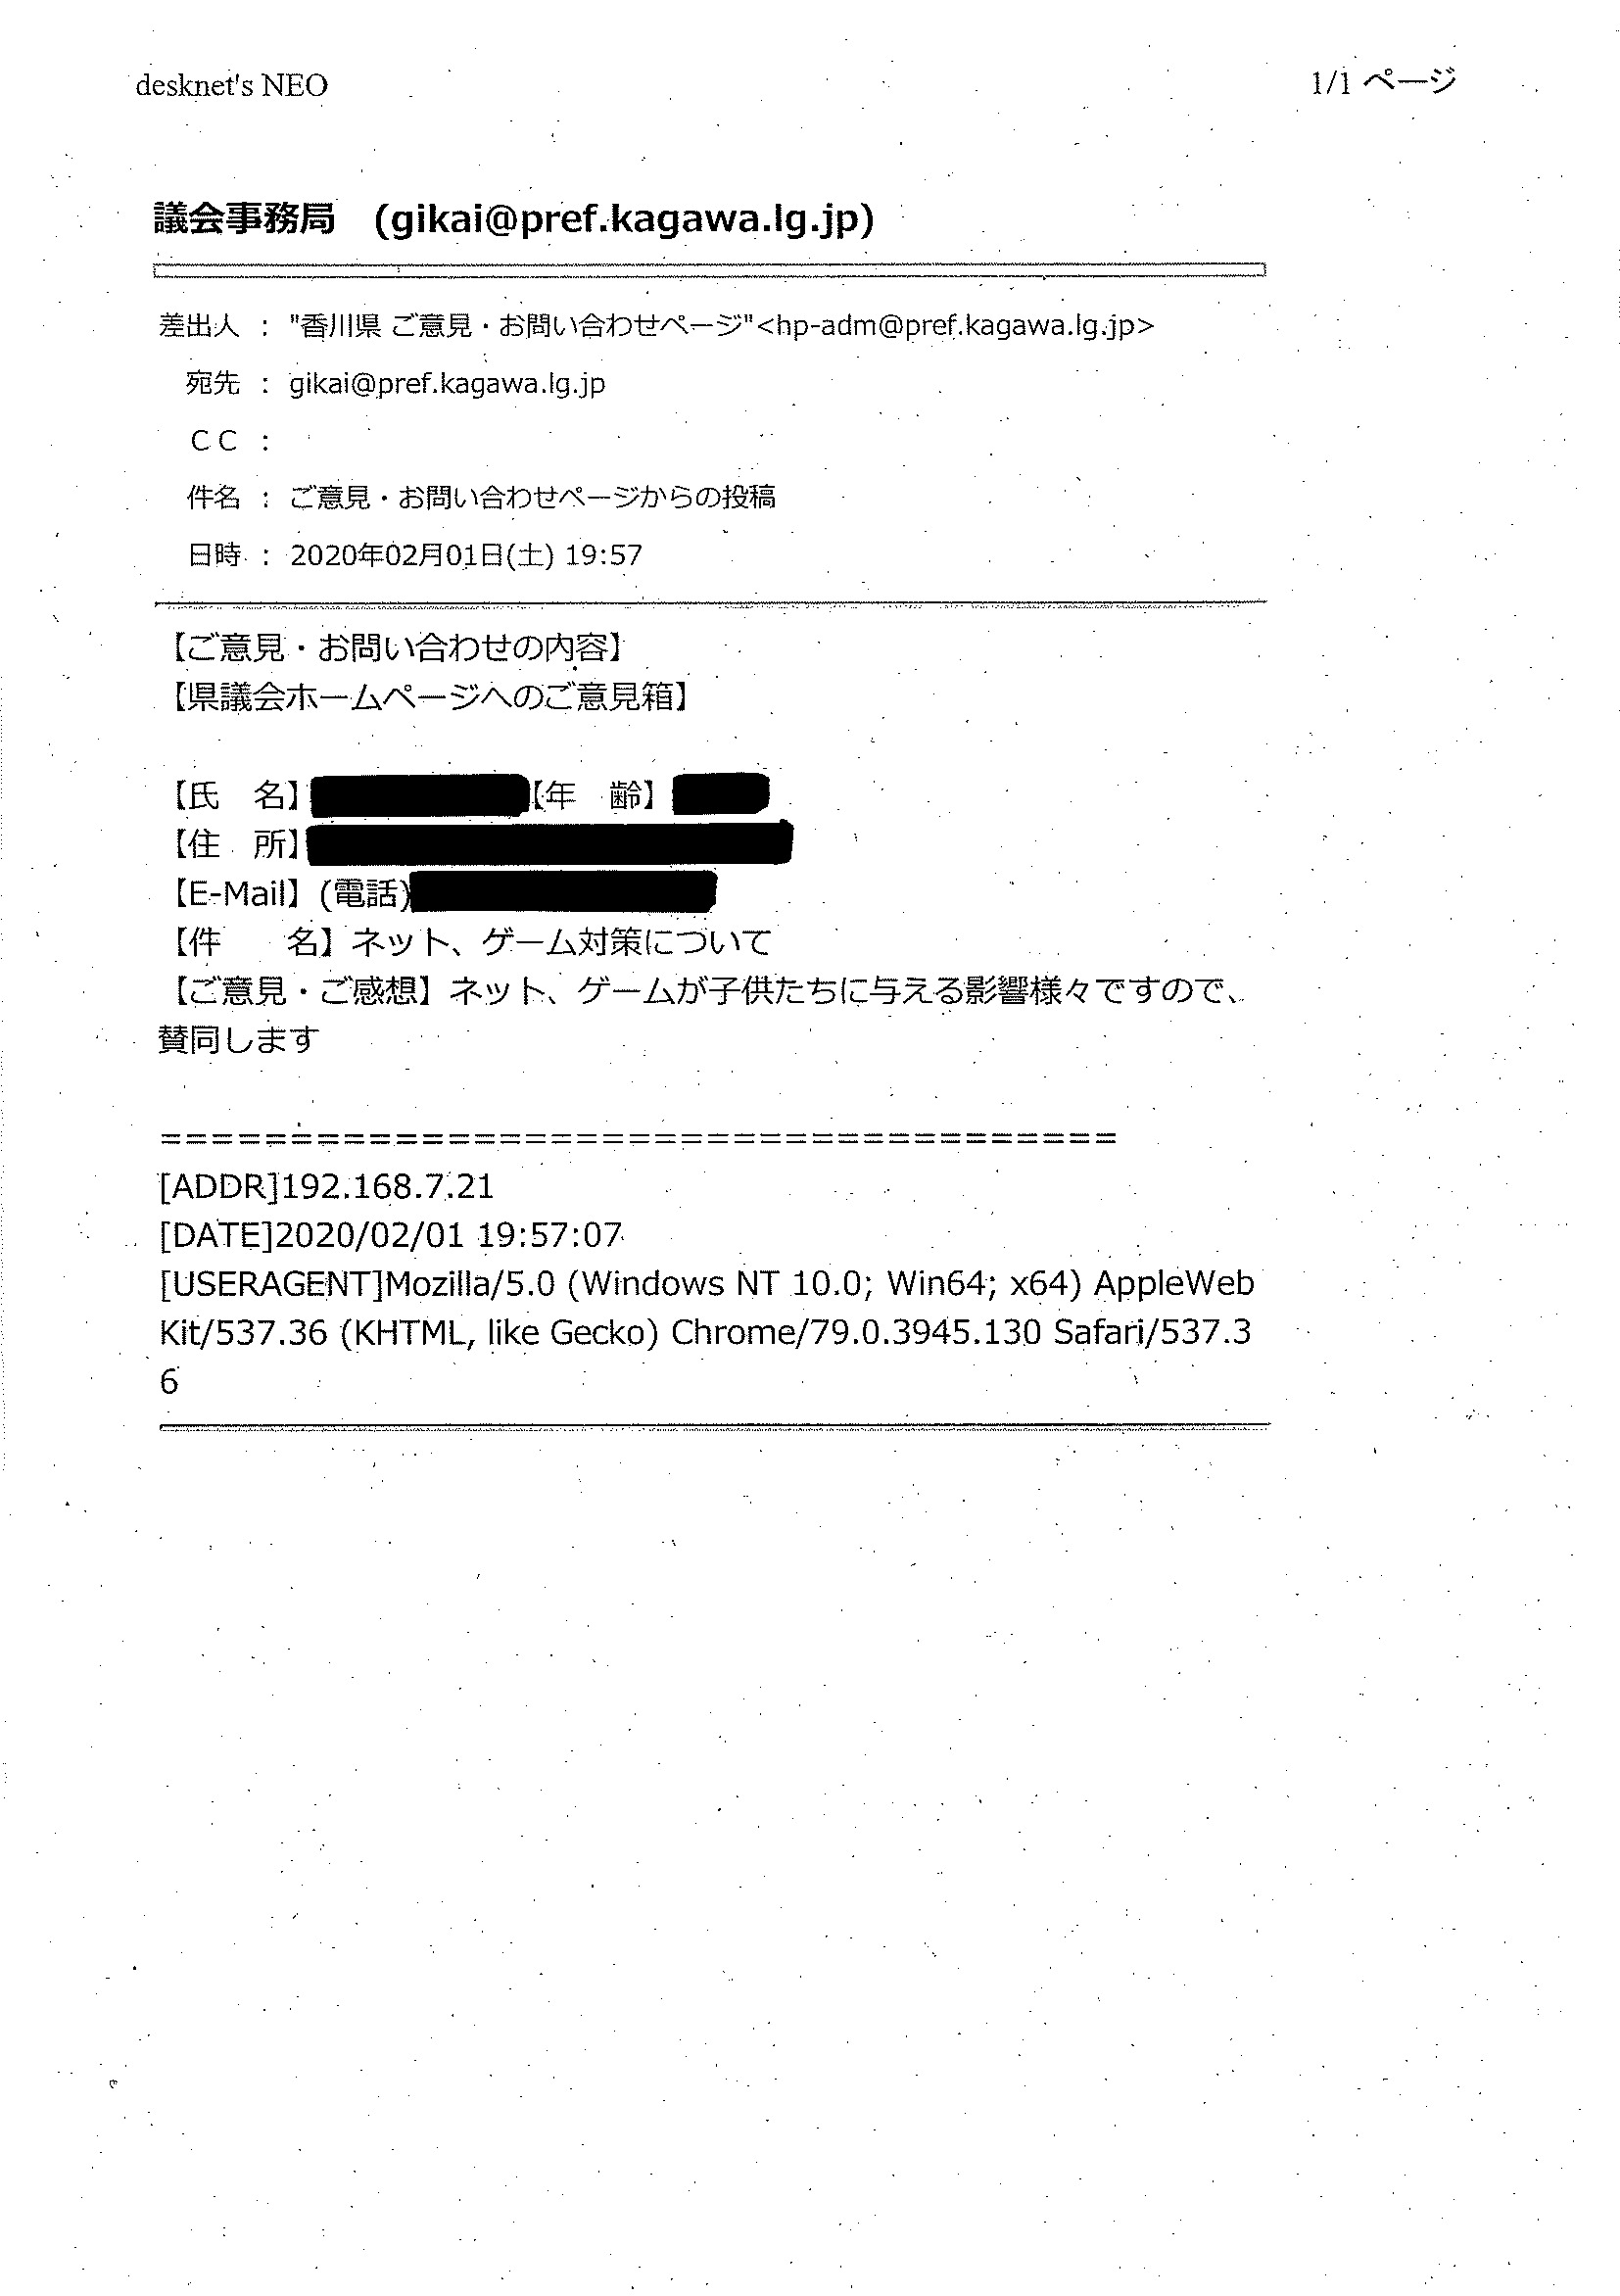 desknet's NEO
1/1 ページ
議会事務局　(gikai@pref.kagawa.lg.jp)
差出人 ： "香川県 ご意見・お問い合わせページ"<hp-adm@pref.kagawa.lg.jp>
宛先 ： gikai@pref.kagawa.lg.jp
ＣＣ ：
件名 ： ご意見・お問い合わせページからの投稿
日時 ： 2020年02月01日(土) 19:57
【ご意見・お問い合わせの内容】
【県議会ホームページへのご意見箱】
【氏　名】【年　齢】
【住　所】
【E-Mail】(電話)
【件　　名】ネット、ゲーム対策について
【ご意見・ご感想】ネット、ゲームが子供たちに与える影響様々ですので、
賛同します
=====================================
[ADDR]192.168.7.21
[DATE]2020/02/01 19:57:07
[USERAGENT]Mozilla/5.0 (Windows NT 10.0; Win64; x64) AppleWeb
Kit/537.36 (KHTML, like Gecko) Chrome/79.0.3945.130 Safari/537.3
6